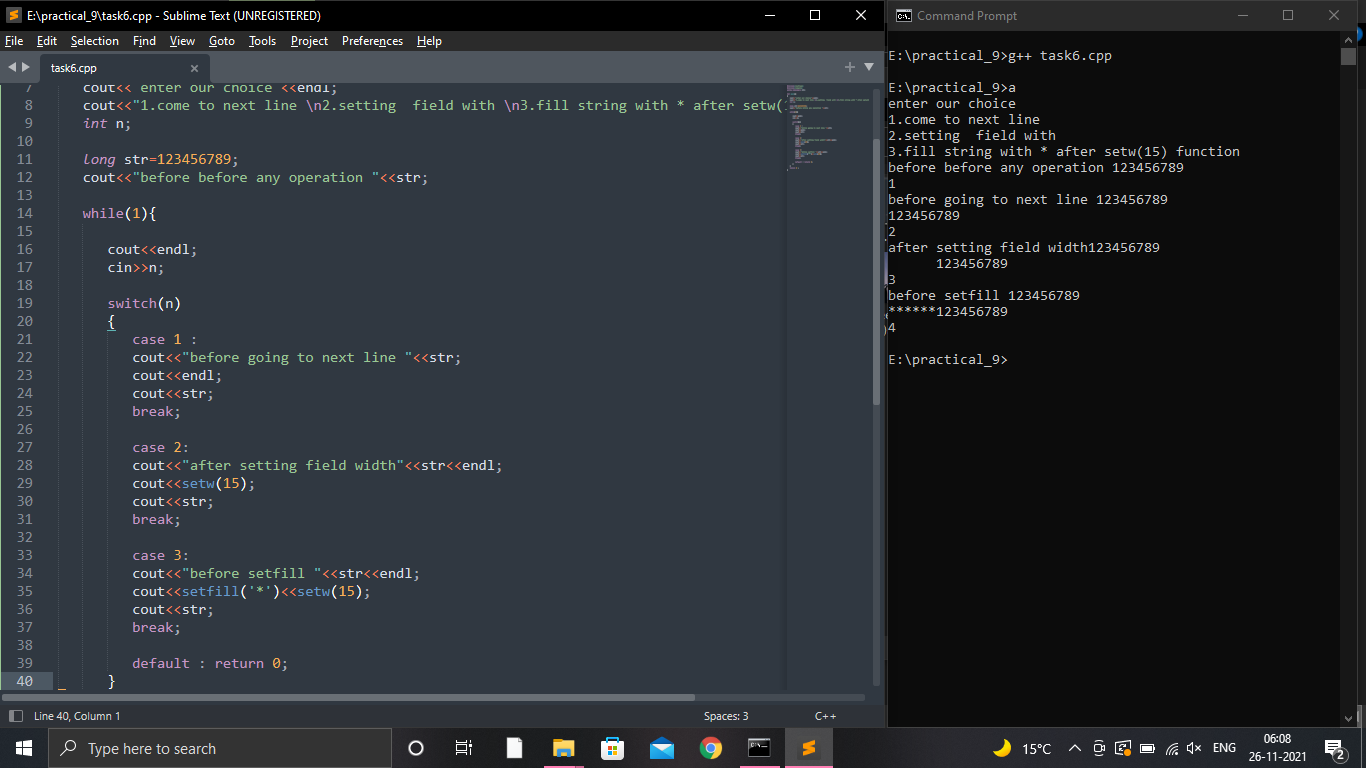 E:\practical_9\task6.cpp - Sublime Text (UNREGISTERED)
File Edit Selection Find View Goto Tools Project Preferences Help
task6.cpp
7 cout<< enter our choice <<endl;
8 cout<<"1.come to next line \n2.setting  field with \n3.fill string with * after setw(
9 int n;
10
11 long str=123456789;
12 cout<<"before before any operation "<<str;
13
14 while(1){
15
16 cout<<endl;
17 cin>>n;
18
19 switch(n)
20 {
21 case 1 :
22 cout<<"before going to next line "<<str;
23 cout<<endl;
24 cout<<str;
25 break;
26
27 case 2:
28 cout<<"after setting field width"<<str<<endl;
29 cout<<setw(15);
30 cout<<str;
31 break;
32
33 case 3:
34 cout<<"before setfill "<<str<<endl;
35 cout<<setfill('*')<<setw(15);
36 cout<<str;
37 break;
38
39 default : return 0;
40 }
Line 40, Column 1
Spaces: 3
C++
Command Prompt
E:\practical_9>g++ task6.cpp
E:\practical_9>a
enter our choice
1.come to next line
2.setting  field with
3.fill string with * after setw(15) function
before before any operation 123456789
1
before going to next line 123456789
123456789
2
after setting field width123456789
      123456789
3
before setfill 123456789
******123456789
4
E:\practical_9>
Type here to search
15°C
ENG
06:08
26-11-2021
2